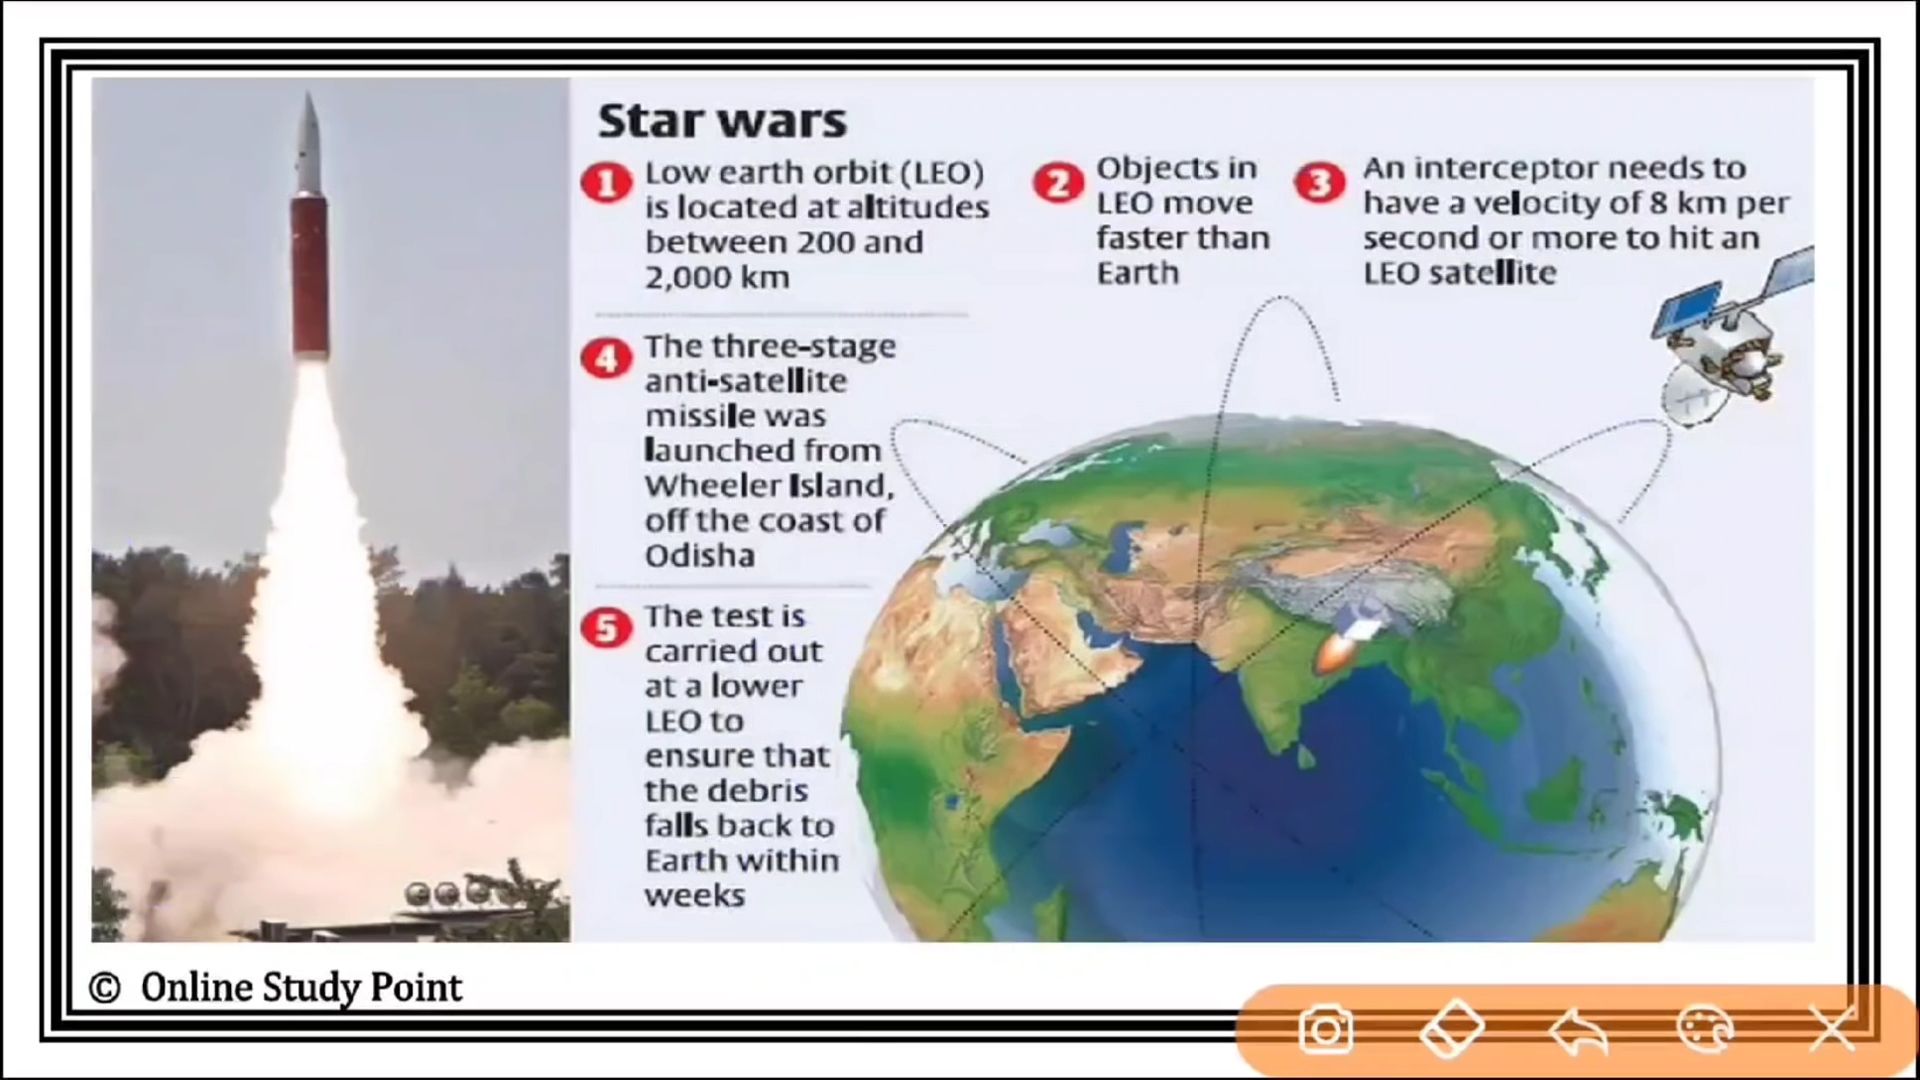 Star wars
1 Low earth orbit (LEO)
is located at altitudes
between 200 and
2,000 km
2 Objects in
LEO move
faster than
Earth
3 An interceptor needs to
have a velocity of 8 km per
second or more to hit an
LEO satellite
4 The three-stage
anti-satellite
missile was
launched from
Wheeler Island,
off the coast of
Odisha
5 The test is
carried out
at a lower
LEO to
ensure that
the debris
falls back to
Earth within
weeks
© Online Study Point